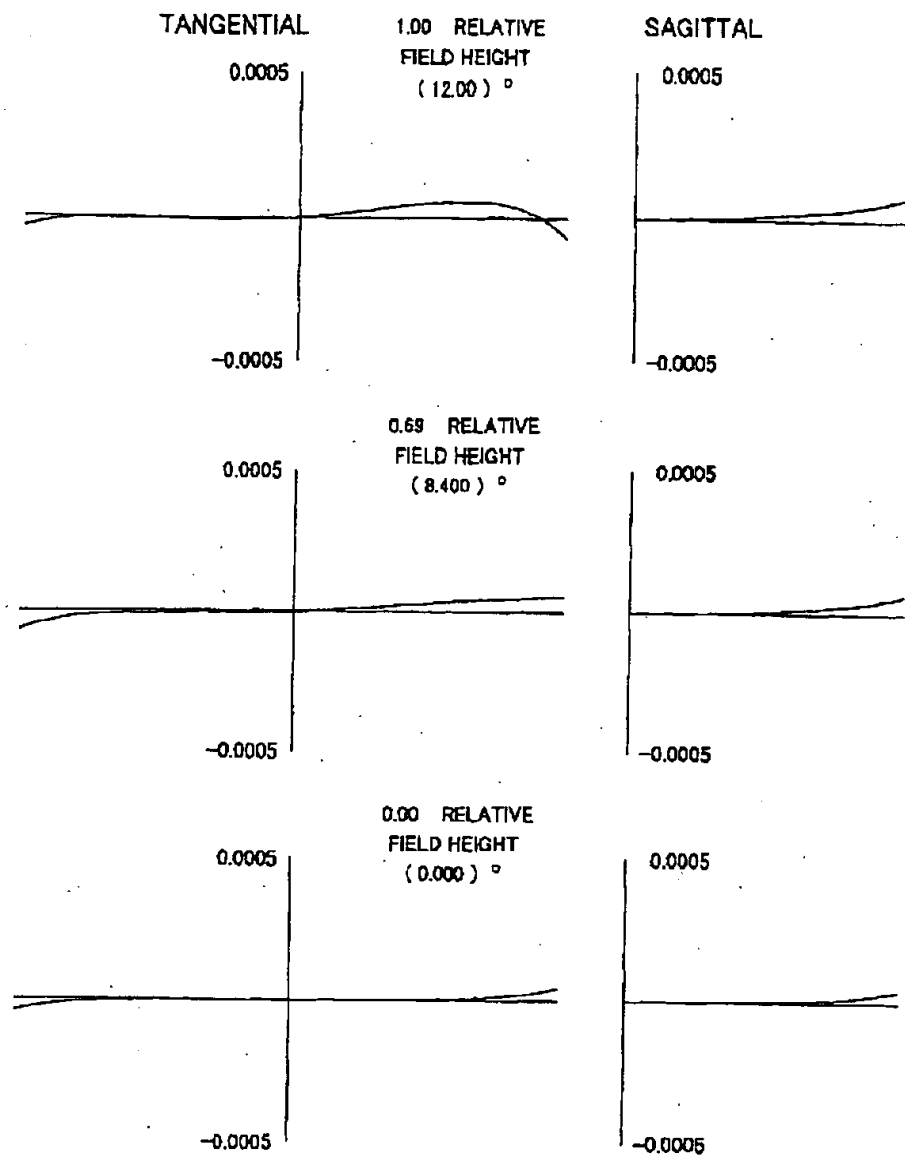 TANGENTIAL
1.00 RELATIVE
FIELD HEIGHT
( 12.00 ) °
SAGITTAL
0.0005
0.0005
-0.0005
-0.0005
0.69 RELATIVE
FIELD HEIGHT
( 8.400 ) °
0.0005
0.0005
-0.0005
-0.0005
0.00 RELATIVE
FIELD HEIGHT
( 0.000 ) °
0.0005
0.0005
-0.0005
-0.0005